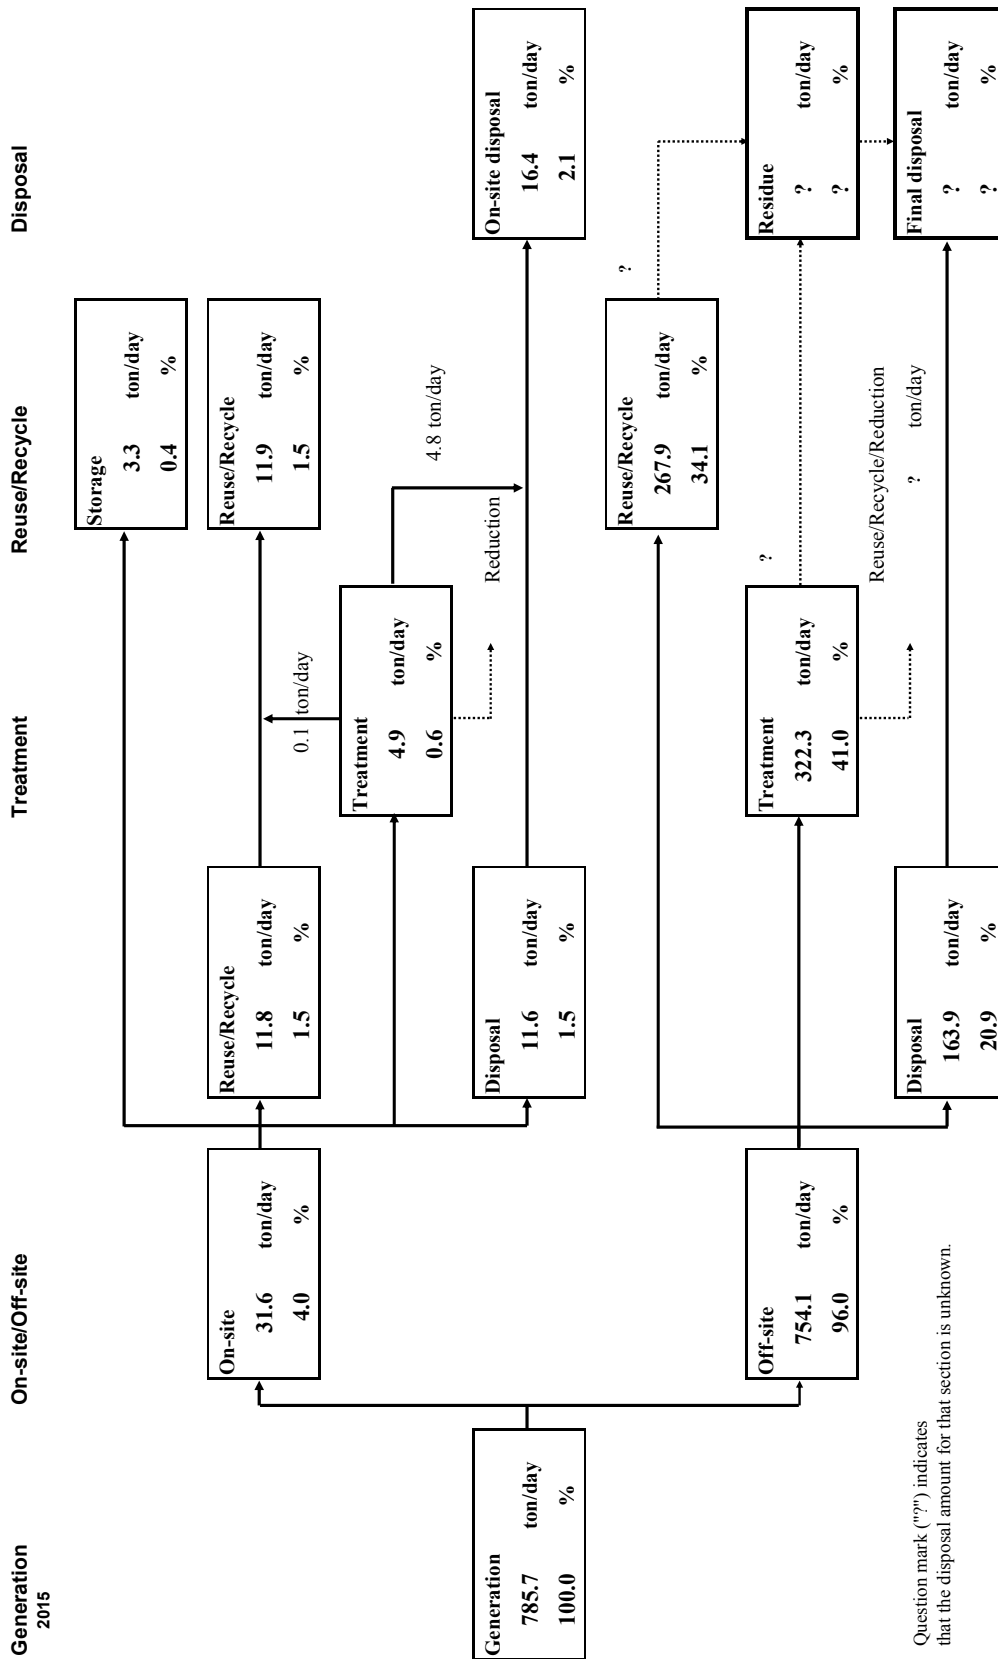 Generation
2015
On-site/Off-site
Treatment
Reuse/Recycle
Disposal
Storage
3.3 ton/day
0.4 %
Reuse/Recycle
11.8 ton/day
1.5 %
Reuse/Recycle
11.9 ton/day
1.5 %
On-site
31.6 ton/day
4.0 %
0.1 ton/day
Treatment
4.9 ton/day
0.6 %
4.8 ton/day
Reduction
Generation
785.7 ton/day
100.0 %
Disposal
11.6 ton/day
1.5 %
On-site disposal
16.4 ton/day
2.1 %
Reuse/Recycle
267.9 ton/day
34.1 %
?
Off-site
754.1 ton/day
96.0 %
Treatment
322.3 ton/day
41.0 %
?
Residue
? ton/day
? %
Reuse/Recycle/Reduction
? ton/day
Disposal
163.9 ton/day
20.9 %
Final disposal
? ton/day
? %
Question mark ("?") indicates
that the disposal amount for that section is unknown.